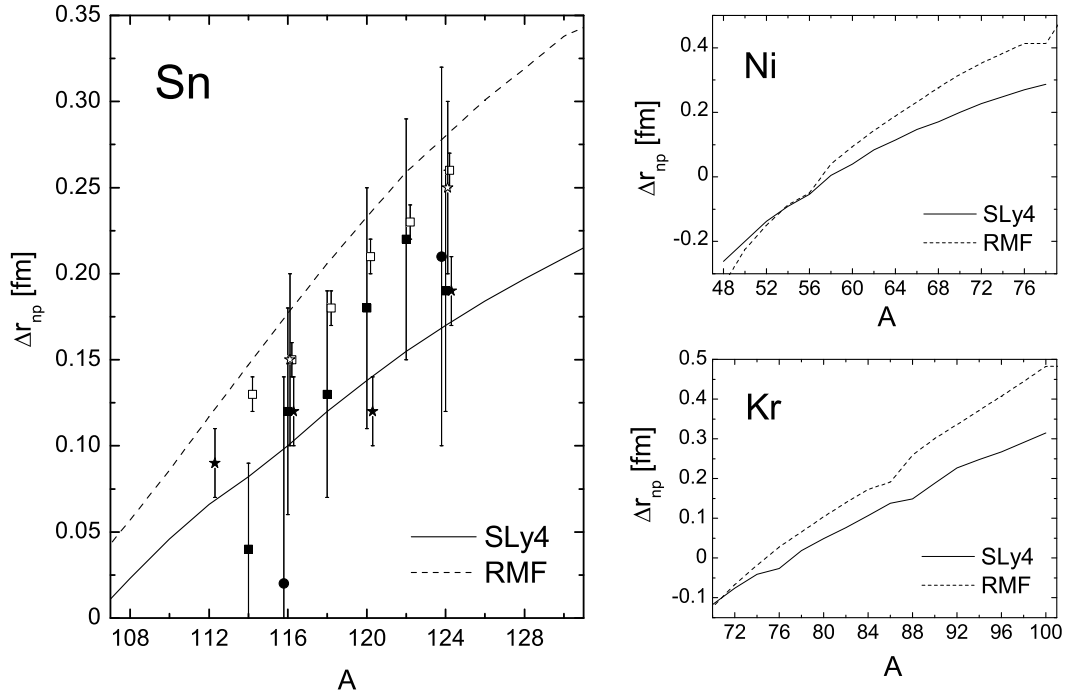 Sn
0.35
0.30
0.25
0.20
0.15
0.10
0.05
0
Δr_np [fm]
108 112 116 120 124 128
A
SLy4
RMF
Ni
0.4
0.2
0
-0.2
Δr_np [fm]
48 52 56 60 64 68 72 76
A
SLy4
RMF
Kr
0.5
0.4
0.3
0.2
0.1
0
-0.1
Δr_np [fm]
72 76 80 84 88 92 96 100
A
SLy4
RMF